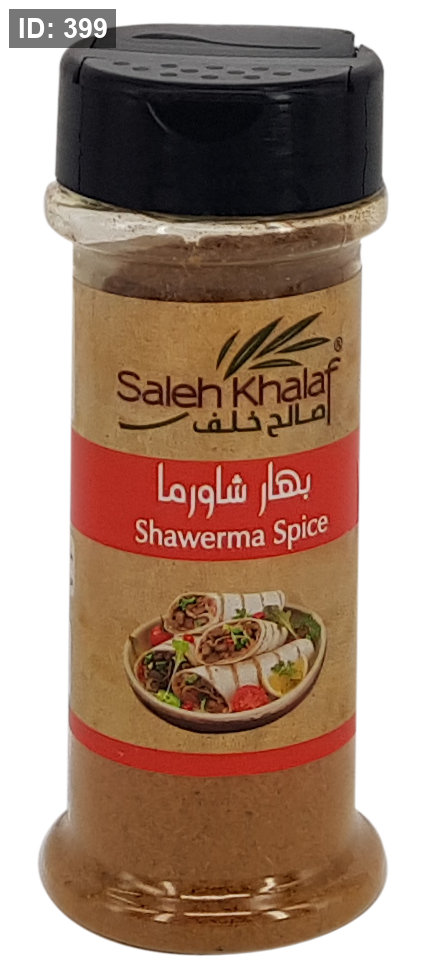 ID: 399
Saleh Khalaf®
صالح خلف
بهار شاورما
Shawerma Spice